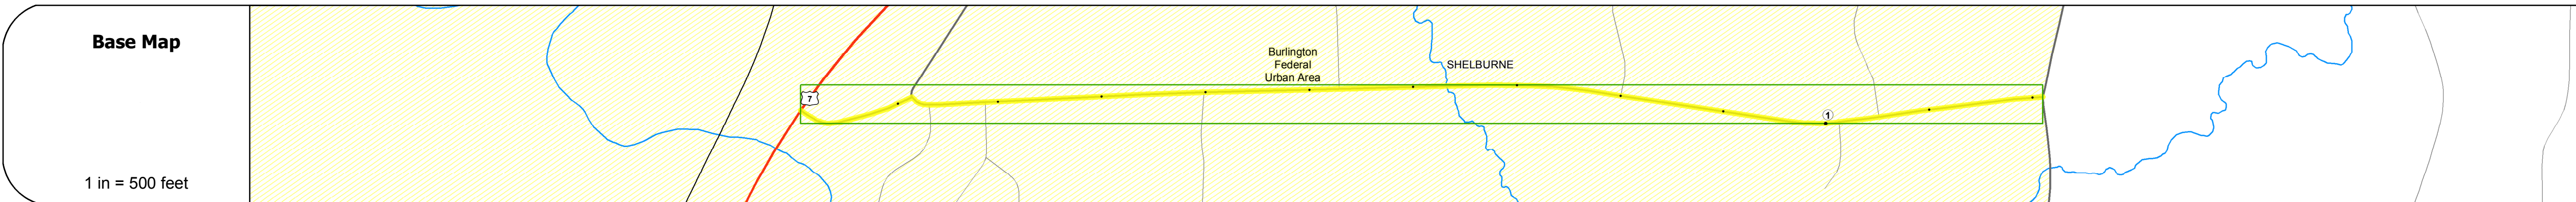 Base Map
1 in = 500 feet
7
Burlington
Federal
Urban Area
SHELBURNE
1